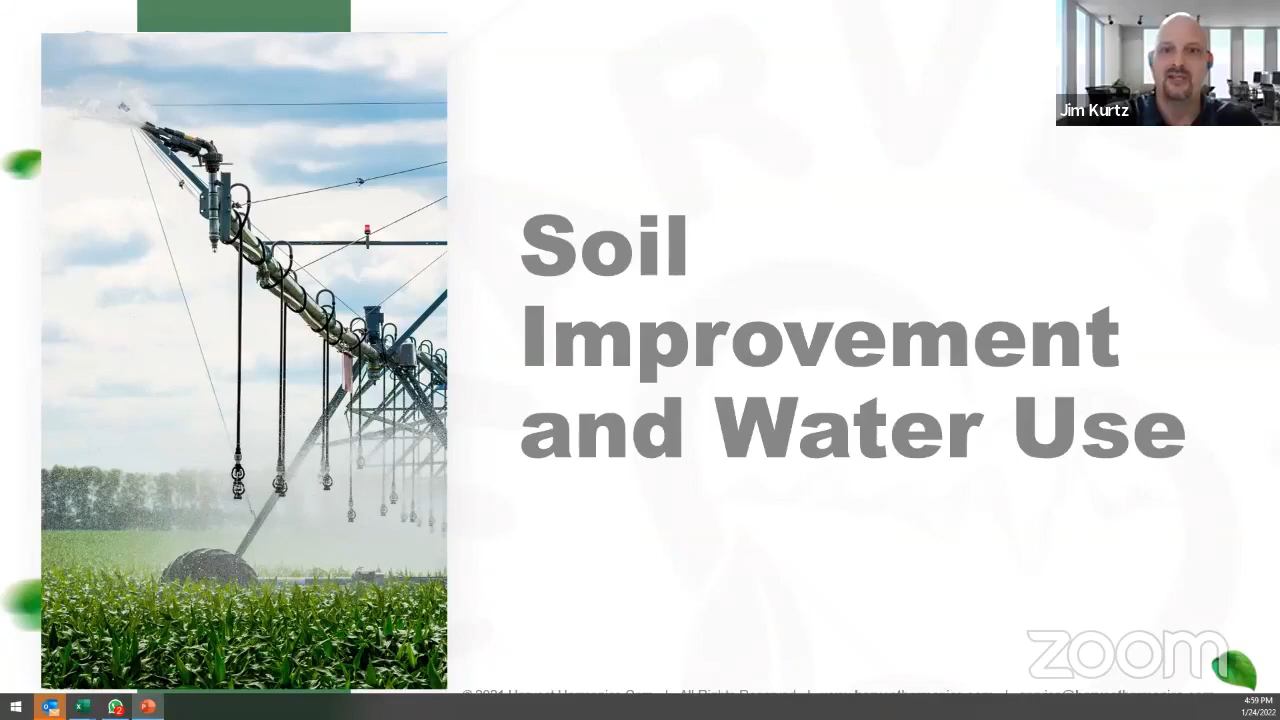 Jim Kurtz
Soil
Improvement
and Water Use
zoom
4:59 PM
1/24/2022